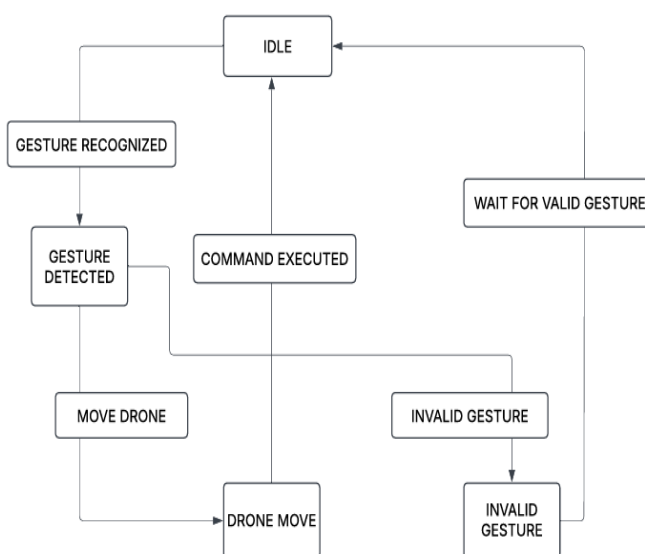 IDLE
GESTURE RECOGNIZED
WAIT FOR VALID GESTURE
GESTURE
DETECTED
COMMAND EXECUTED
MOVE DRONE
INVALID GESTURE
DRONE MOVE
INVALID
GESTURE